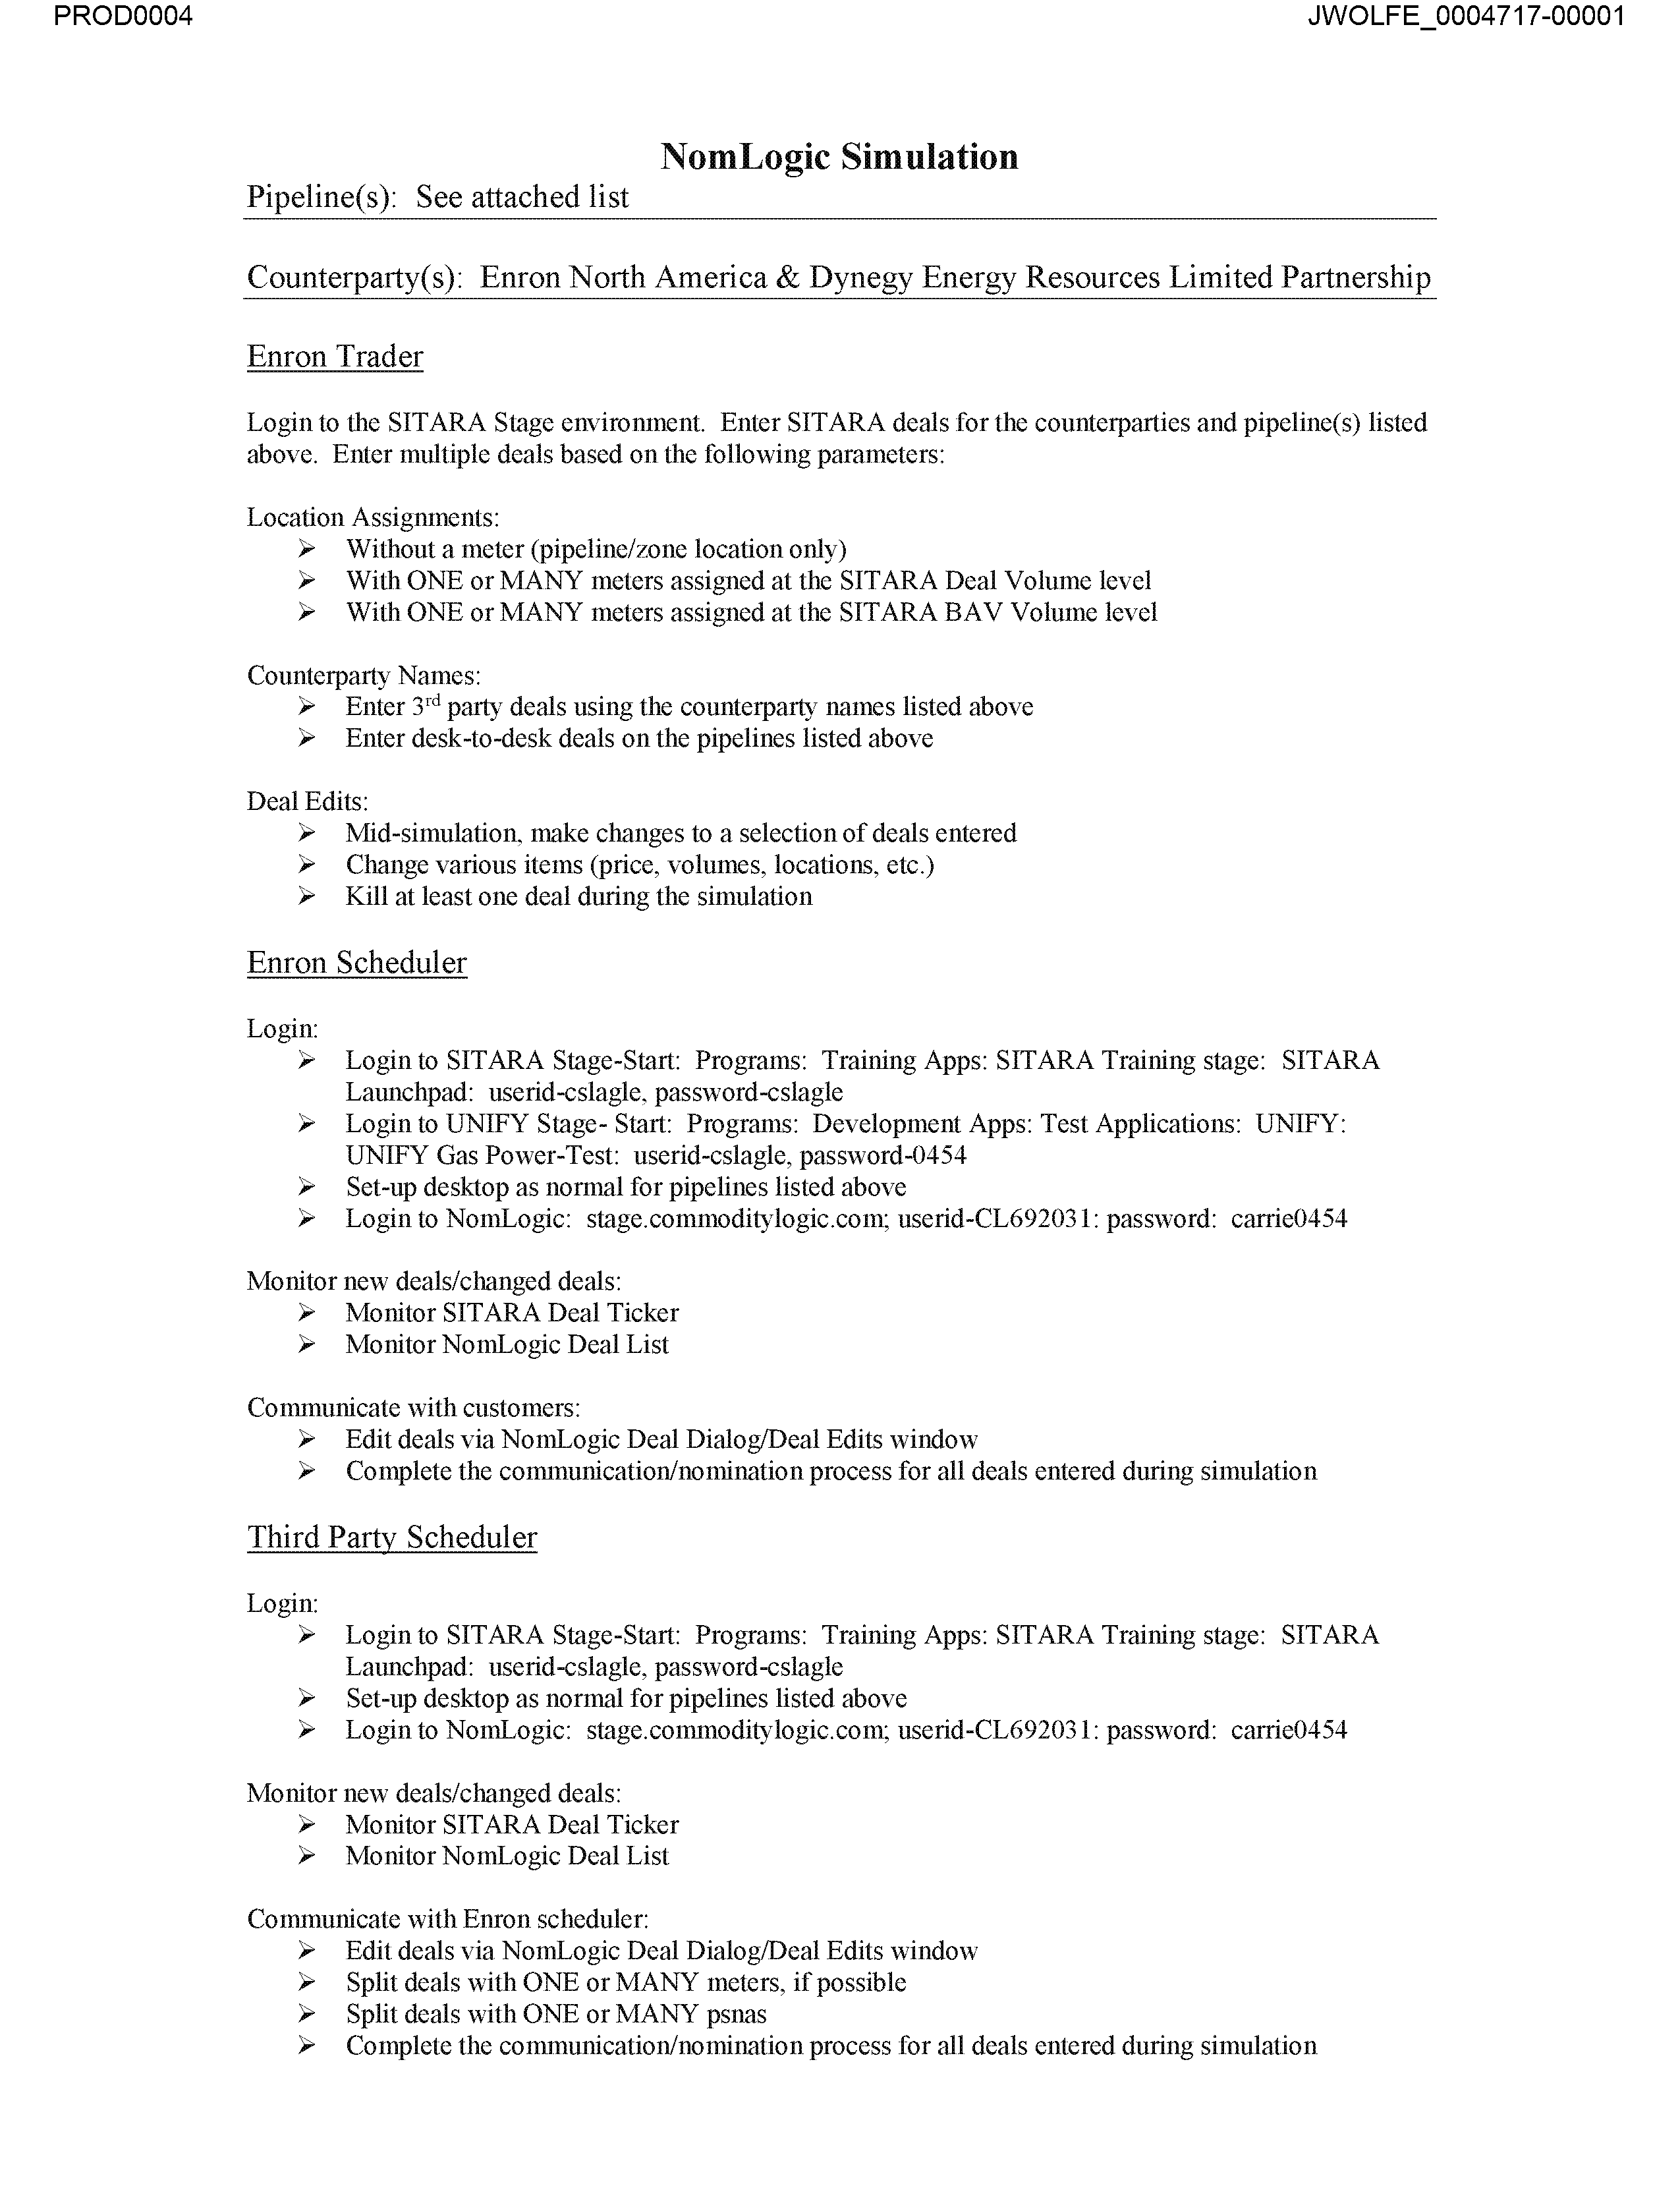 PROD0004 JWOLFE_0004717-00001
NomLogic Simulation
Pipeline(s):  See attached list
Counterparty(s):  Enron North America & Dynegy Energy Resources Limited Partnership
Enron Trader
Login to the SITARA Stage environment.  Enter SITARA deals for the counterparties and pipeline(s) listed
above.  Enter multiple deals based on the following parameters:
Location Assignments:
➢ Without a meter (pipeline/zone location only)
➢ With ONE or MANY meters assigned at the SITARA Deal Volume level
➢ With ONE or MANY meters assigned at the SITARA BAV Volume level
Counterparty Names:
➢ Enter 3rd party deals using the counterparty names listed above
➢ Enter desk-to-desk deals on the pipelines listed above
Deal Edits:
➢ Mid-simulation, make changes to a selection of deals entered
➢ Change various items (price, volumes, locations, etc.)
➢ Kill at least one deal during the simulation
Enron Scheduler
Login:
➢ Login to SITARA Stage-Start:  Programs:  Training Apps: SITARA Training stage:  SITARA
Launchpad:  userid-cslagle, password-cslagle
➢ Login to UNIFY Stage- Start:  Programs:  Development Apps: Test Applications:  UNIFY:
UNIFY Gas Power-Test:  userid-cslagle, password-0454
➢ Set-up desktop as normal for pipelines listed above
➢ Login to NomLogic:  stage.commoditylogic.com; userid-CL692031: password:  carrie0454
Monitor new deals/changed deals:
➢ Monitor SITARA Deal Ticker
➢ Monitor NomLogic Deal List
Communicate with customers:
➢ Edit deals via NomLogic Deal Dialog/Deal Edits window
➢ Complete the communication/nomination process for all deals entered during simulation
Third Party Scheduler
Login:
➢ Login to SITARA Stage-Start:  Programs:  Training Apps: SITARA Training stage:  SITARA
Launchpad:  userid-cslagle, password-cslagle
➢ Set-up desktop as normal for pipelines listed above
➢ Login to NomLogic:  stage.commoditylogic.com; userid-CL692031: password:  carrie0454
Monitor new deals/changed deals:
➢ Monitor SITARA Deal Ticker
➢ Monitor NomLogic Deal List
Communicate with Enron scheduler:
➢ Edit deals via NomLogic Deal Dialog/Deal Edits window
➢ Split deals with ONE or MANY meters, if possible
➢ Split deals with ONE or MANY psnas
➢ Complete the communication/nomination process for all deals entered during simulation